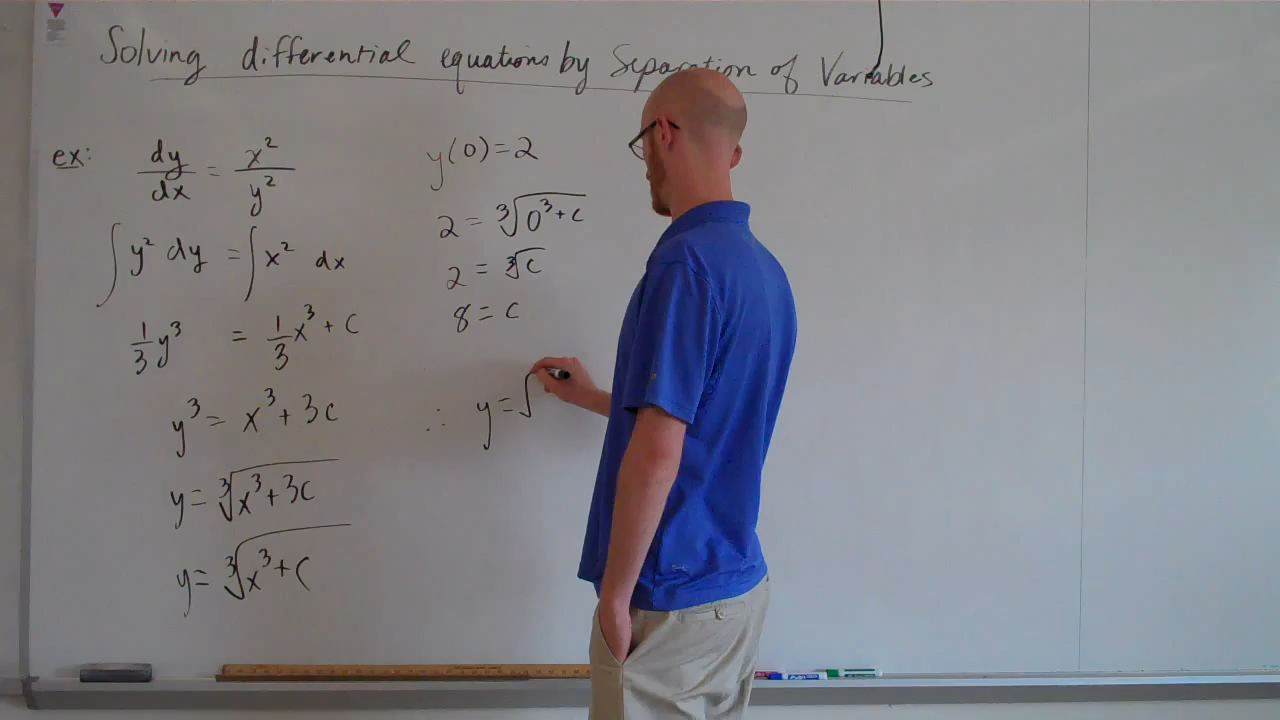 Solving differential equations by Separation of Variables
ex: dy/dx = x²/y²
∫ y² dy = ∫ x² dx
1/3 y³ = 1/3 x³ + C
y³ = x³ + 3C
y = ∛(x³ + 3C)
y = ∛(x³ + C)
y(0) = 2
2 = ∛(0³ + C)
2 = ∛C
8 = C
∴ y = √